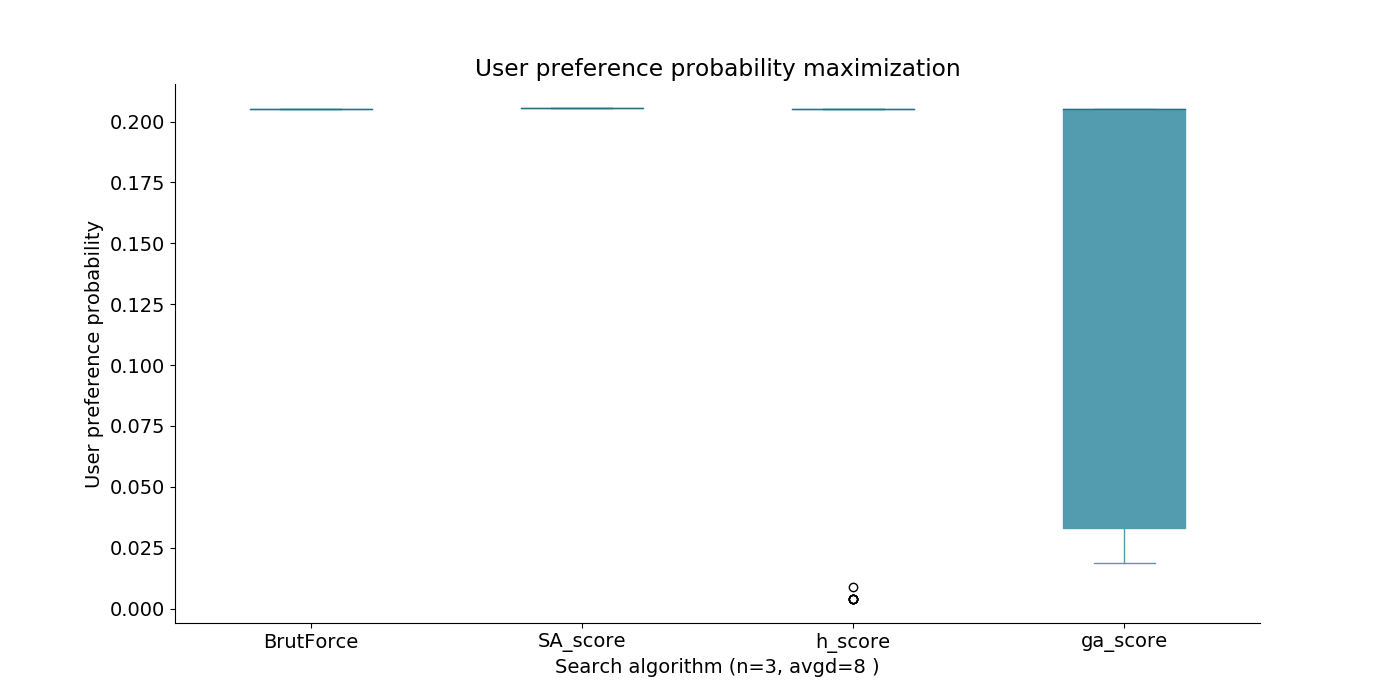 User preference probability maximization
User preference probability
0.200
0.175
0.150
0.125
0.100
0.075
0.050
0.025
0.000
BrutForce
SA_score
h_score
ga_score
Search algorithm (n=3, avgd=8 )